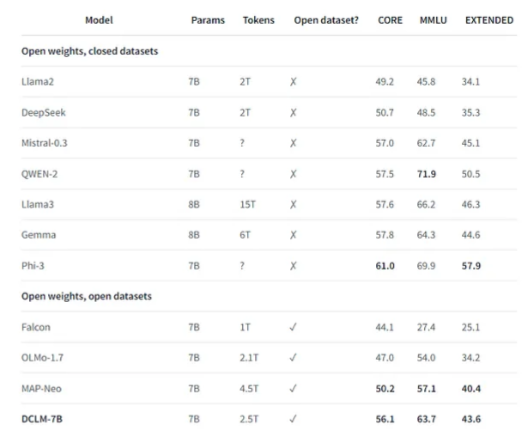 Model Params Tokens Open dataset? CORE MMLU EXTENDED
Open weights, closed datasets
Llama2 7B 2T ✗ 49.2 45.8 34.1
DeepSeek 7B 2T ✗ 50.7 48.5 35.3
Mistral-0.3 7B ? ✗ 57.0 62.7 45.1
QWEN-2 7B ? ✗ 57.5 71.9 50.5
Llama3 8B 15T ✗ 57.6 66.2 46.3
Gemma 8B 6T ✗ 57.8 64.3 44.6
Phi-3 7B ? ✗ 61.0 69.9 57.9
Open weights, open datasets
Falcon 7B 1T ✓ 44.1 27.4 25.1
OLMo-1.7 7B 2.1T ✓ 47.0 54.0 34.2
MAP-Neo 7B 4.5T ✓ 50.2 57.1 40.4
DCLM-7B 7B 2.5T ✓ 56.1 63.7 43.6